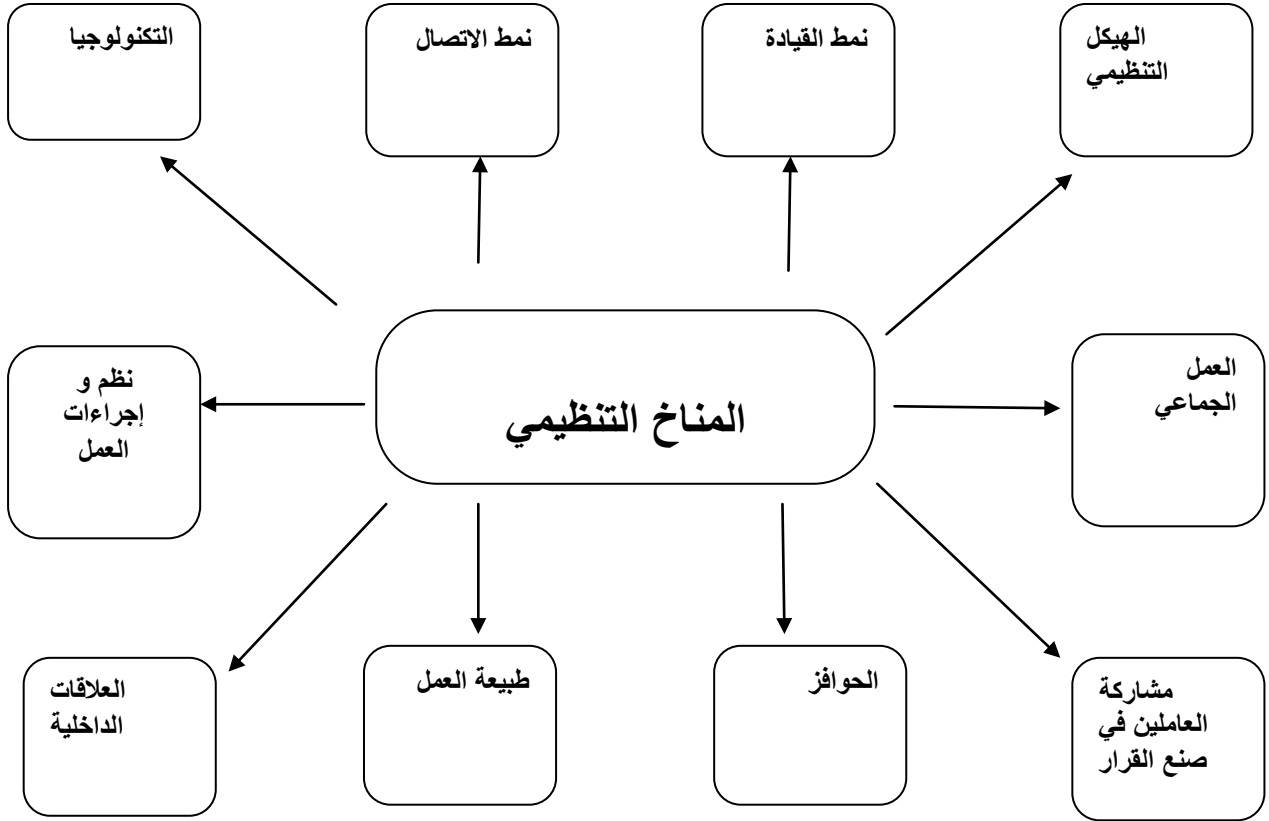 الهيكل
التنظيمي
نمط القيادة
نمط الاتصال
التكنولوجيا
العمل
الجماعي
المناخ التنظيمي
نظم و
إجراءات
العمل
مشاركة
العاملين في
صنع القرار
الحوافز
طبيعة العمل
العلاقات
الداخلية